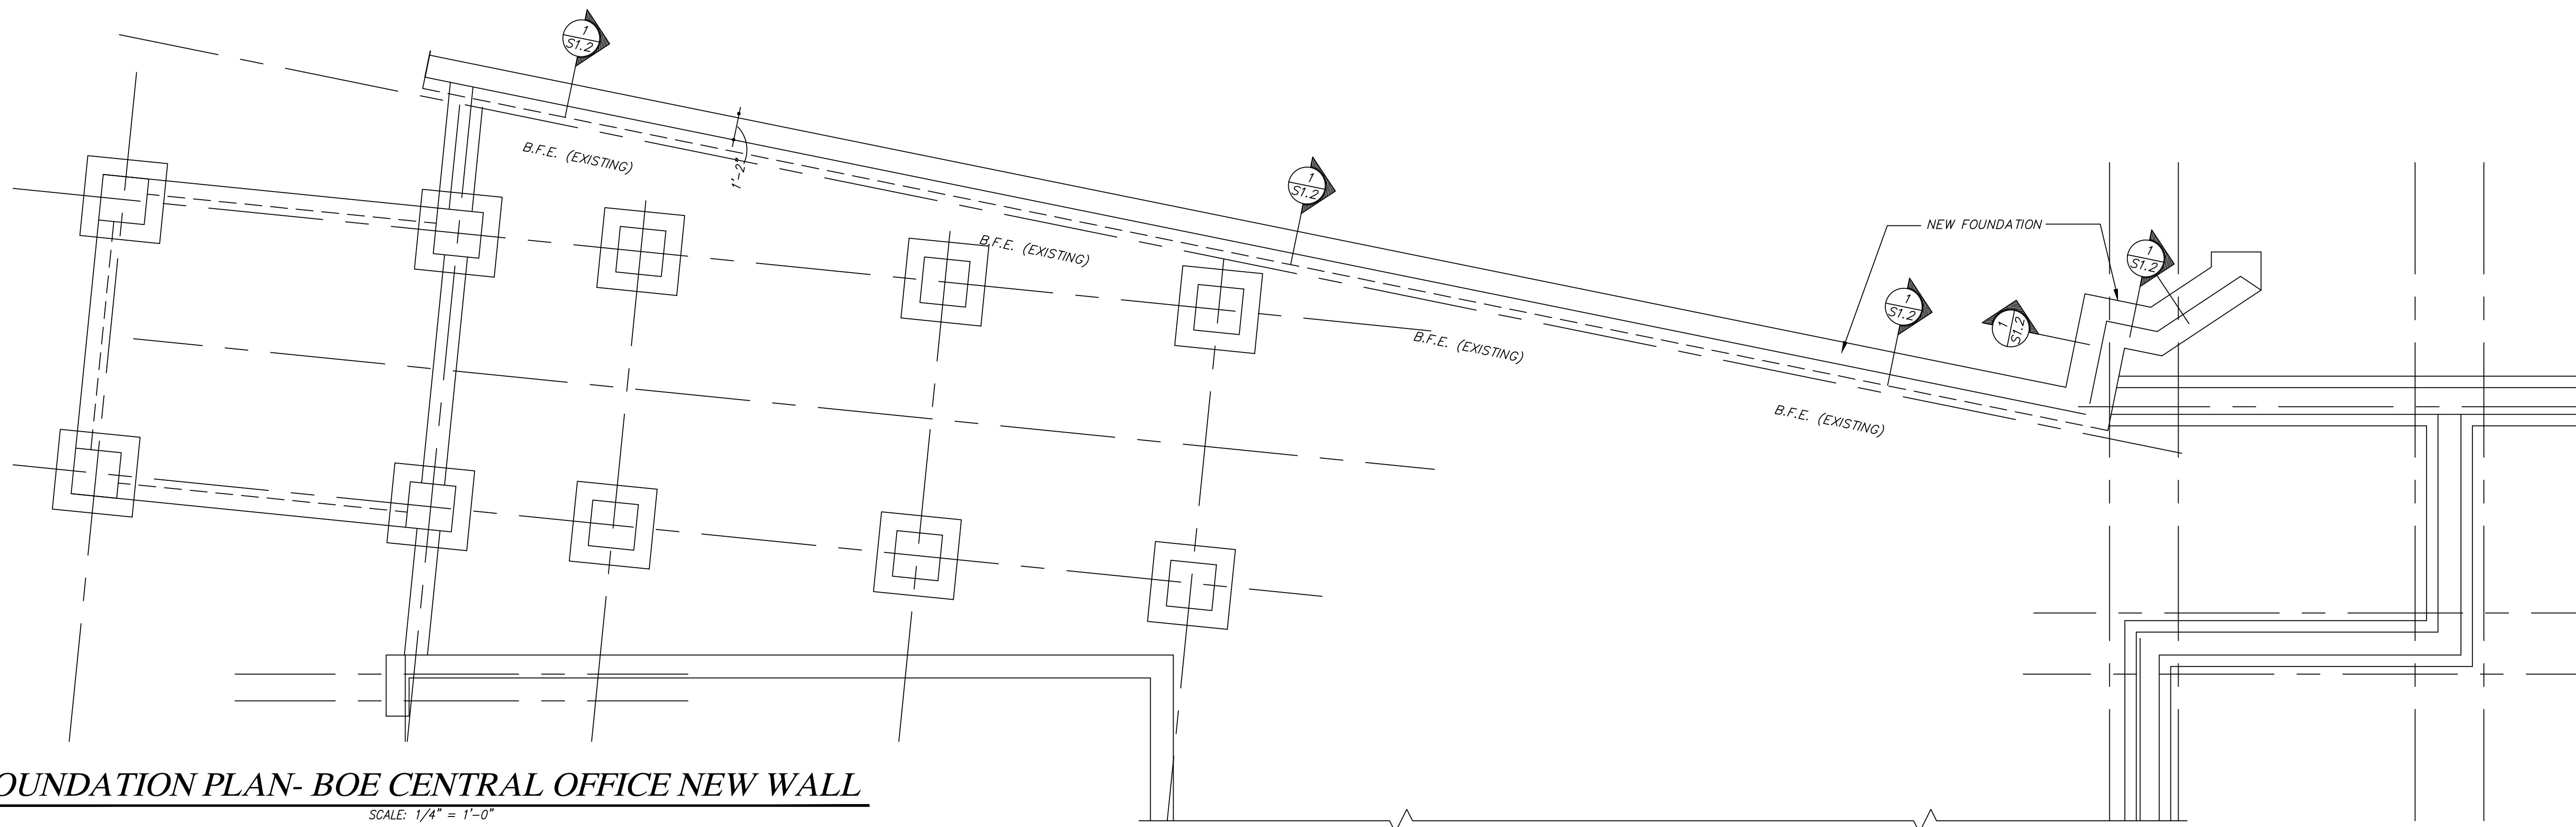 1
S1.2
B.F.E. (EXISTING)
1'-2"
1
S1.2
B.F.E. (EXISTING)
NEW FOUNDATION
1
S1.2
1
S1.2
1
S1.2
B.F.E. (EXISTING)
B.F.E. (EXISTING)
OUNDATION PLAN- BOE CENTRAL OFFICE NEW WALL
SCALE: 1/4" = 1'-0"